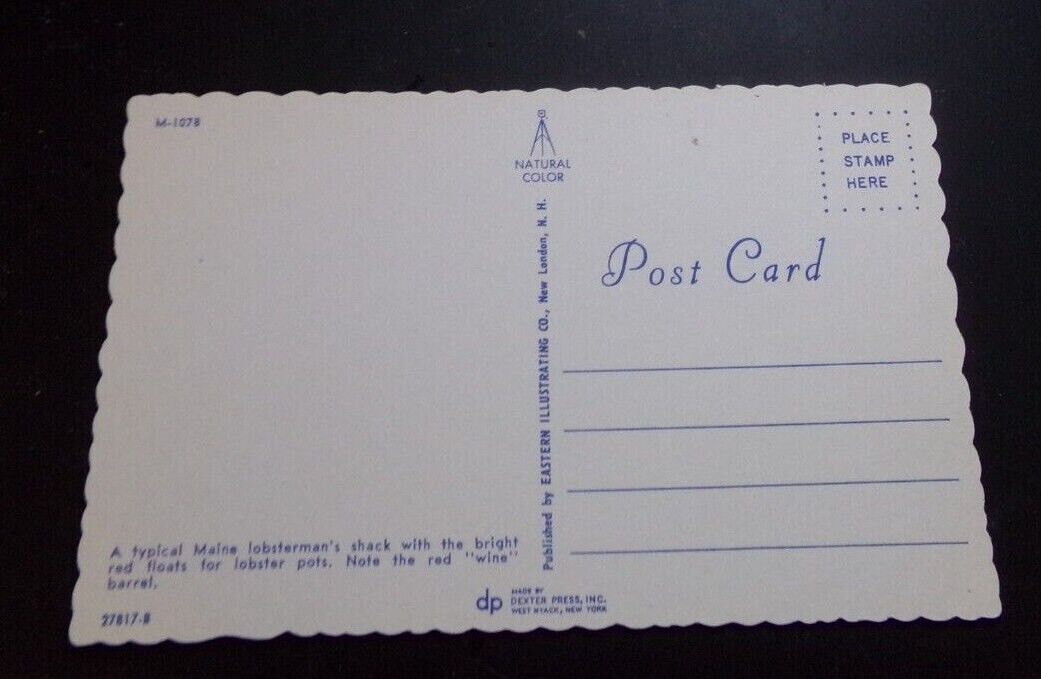 M-1078
NATURAL
COLOR
PLACE
STAMP
HERE
Post Card
Published by EASTERN ILLUSTRATING CO., New London, N. H.
A typical Maine lobsterman's shack with the bright
red floats for lobster pots. Note the red "wine"
barrel.
27817-B
dp
MADE BY
DEXTER PRESS, INC.
WEST NYACK, NEW YORK